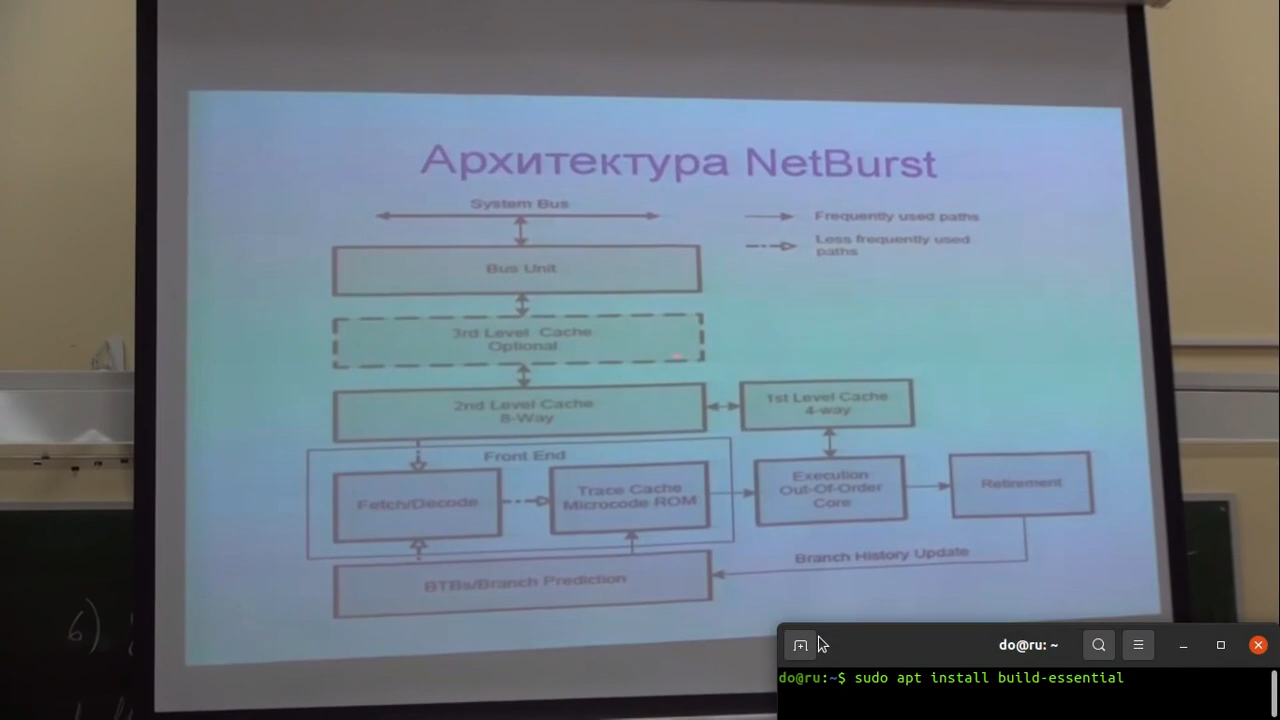 Архитектура NetBurst
System Bus
Frequently used paths
Less frequently used
paths
Bus Unit
3rd Level Cache
Optional
2nd Level Cache
8-Way
1st Level Cache
4-way
Front End
Fetch/Decode
Trace Cache
Microcode ROM
Execution
Out-Of-Order
Core
Retirement
Branch History Update
BTBs/Branch Prediction
6)
do@ru: ~
do@ru:~$ sudo apt install build-essential